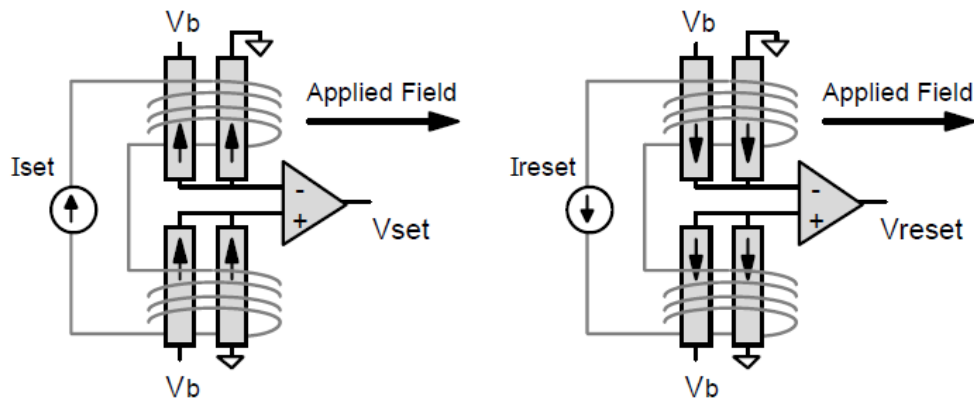 Vb
Applied Field
Iset
-
+
Vset
Vb
Vb
Applied Field
Ireset
-
+
Vreset
Vb